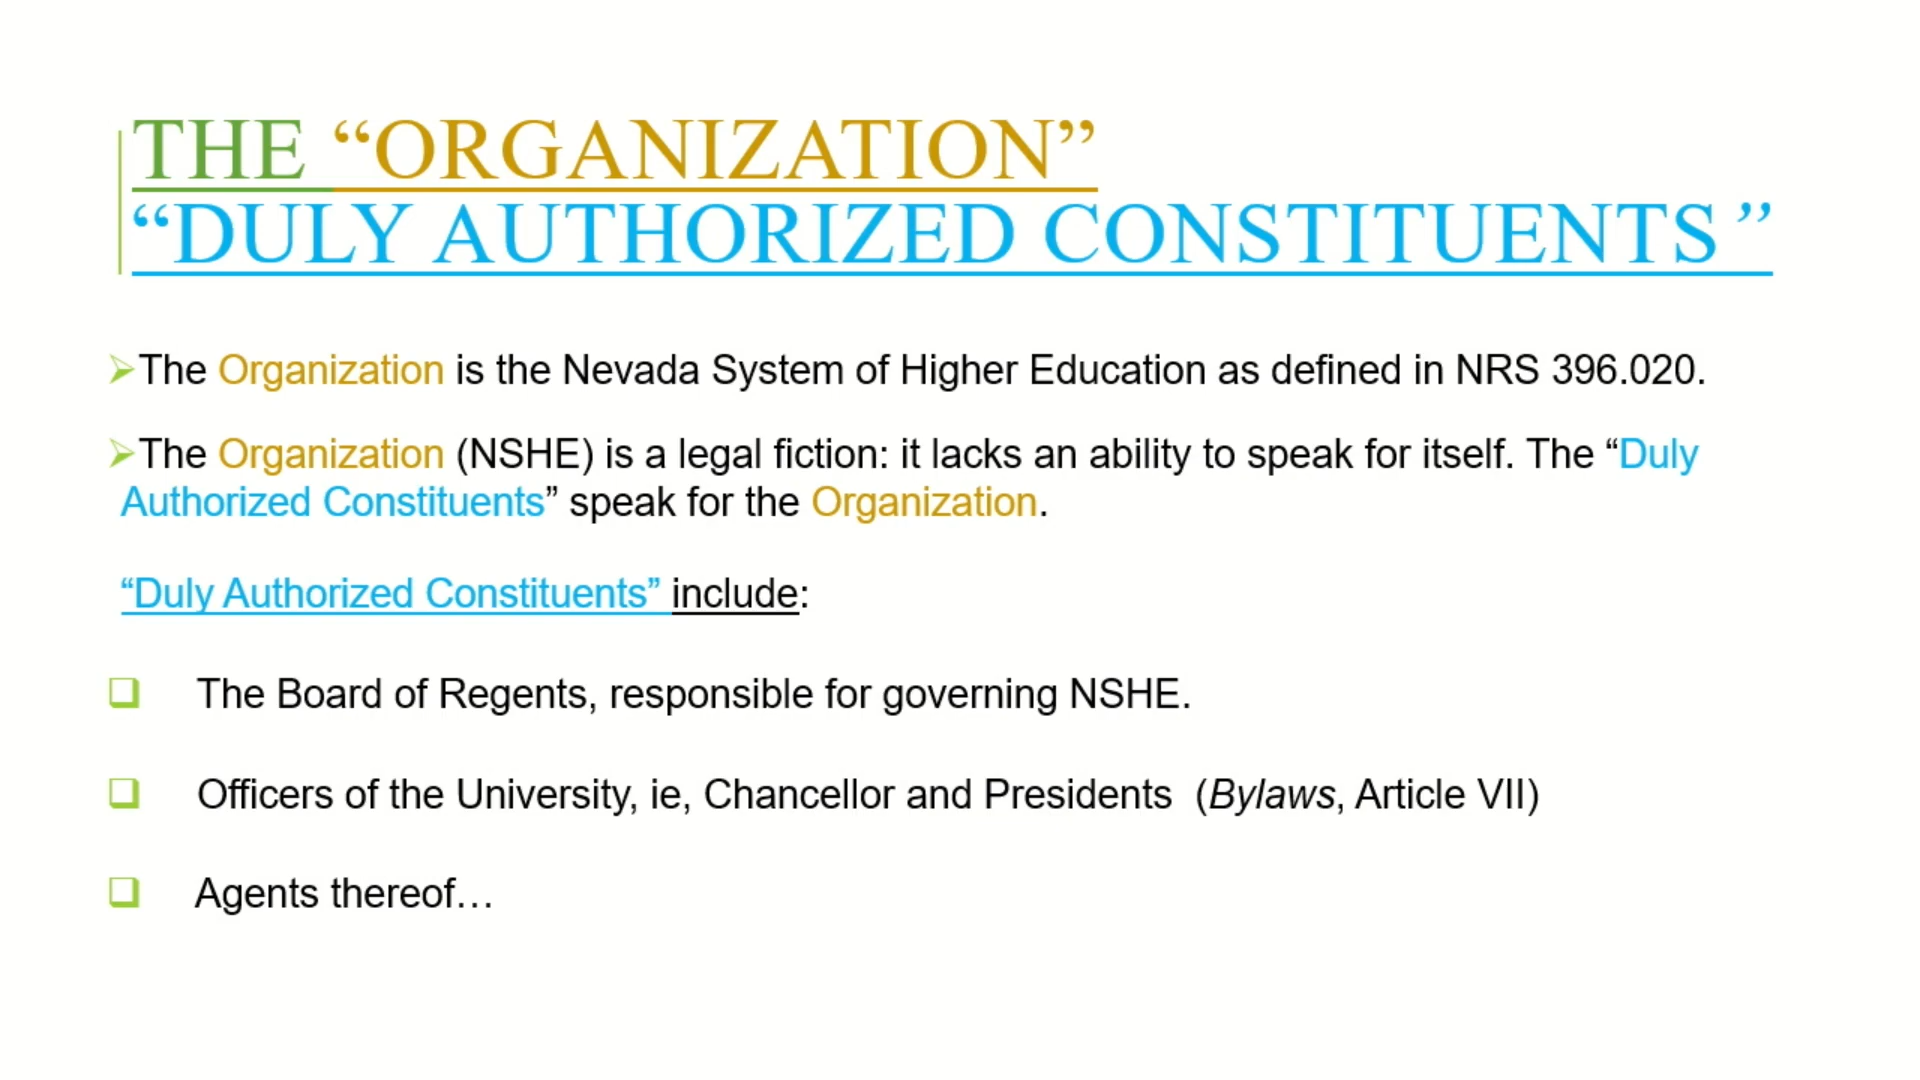 THE “ORGANIZATION”
“DULY AUTHORIZED CONSTITUENTS ”
The Organization is the Nevada System of Higher Education as defined in NRS 396.020.
The Organization (NSHE) is a legal fiction: it lacks an ability to speak for itself. The “Duly
Authorized Constituents” speak for the Organization.
“Duly Authorized Constituents” include:
The Board of Regents, responsible for governing NSHE.
Officers of the University, ie, Chancellor and Presidents (Bylaws, Article VII)
Agents thereof…